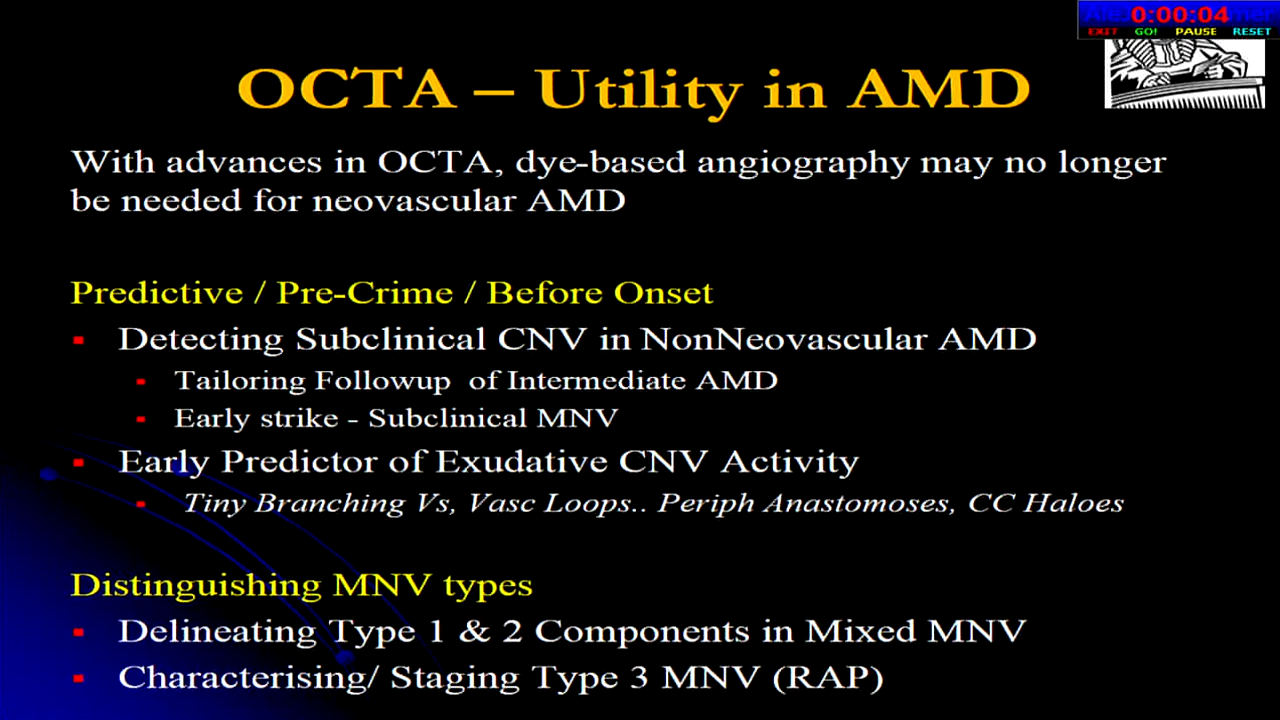 0:00:04
EXIT GO! PAUSE RESET
OCTA – Utility in AMD
With advances in OCTA, dye-based angiography may no longer
be needed for neovascular AMD
Predictive / Pre-Crime / Before Onset
Detecting Subclinical CNV in NonNeovascular AMD
Tailoring Followup of Intermediate AMD
Early strike - Subclinical MNV
Early Predictor of Exudative CNV Activity
Tiny Branching Vs, Vasc Loops.. Periph Anastomoses, CC Haloes
Distinguishing MNV types
Delineating Type 1 & 2 Components in Mixed MNV
Characterising/ Staging Type 3 MNV (RAP)